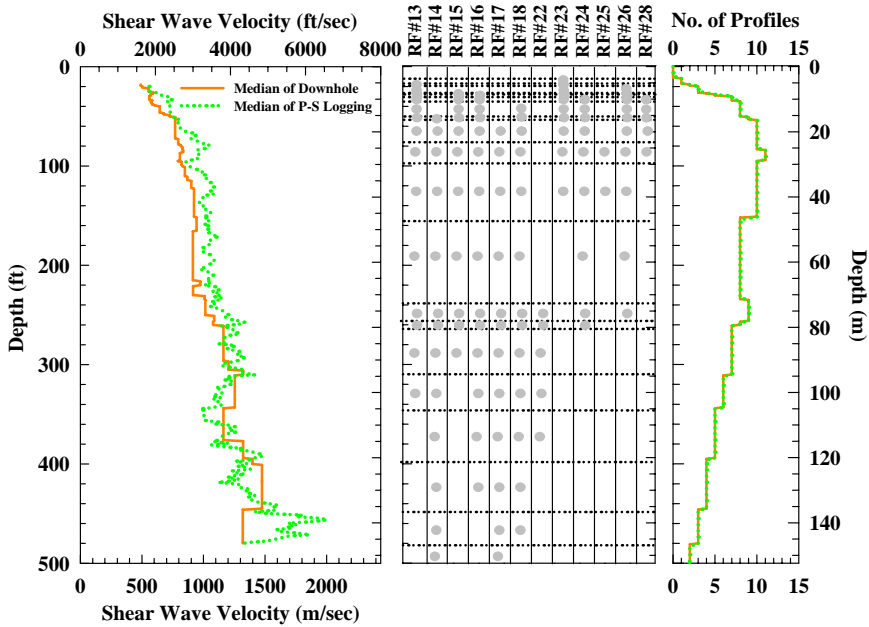 Shear Wave Velocity (ft/sec)
0 2000 4000 6000 8000
RF#13 RF#14 RF#15 RF#16 RF#17 RF#18 RF#22 RF#23 RF#24 RF#25 RF#26 RF#28
No. of Profiles
0 5 10 15
Median of Downhole
Median of P-S Logging
Depth (ft)
0
100
200
300
400
500
0
20
40
60
80
100
120
140
Depth (m)
0 500 1000 1500 2000
Shear Wave Velocity (m/sec)
0 5 10 15